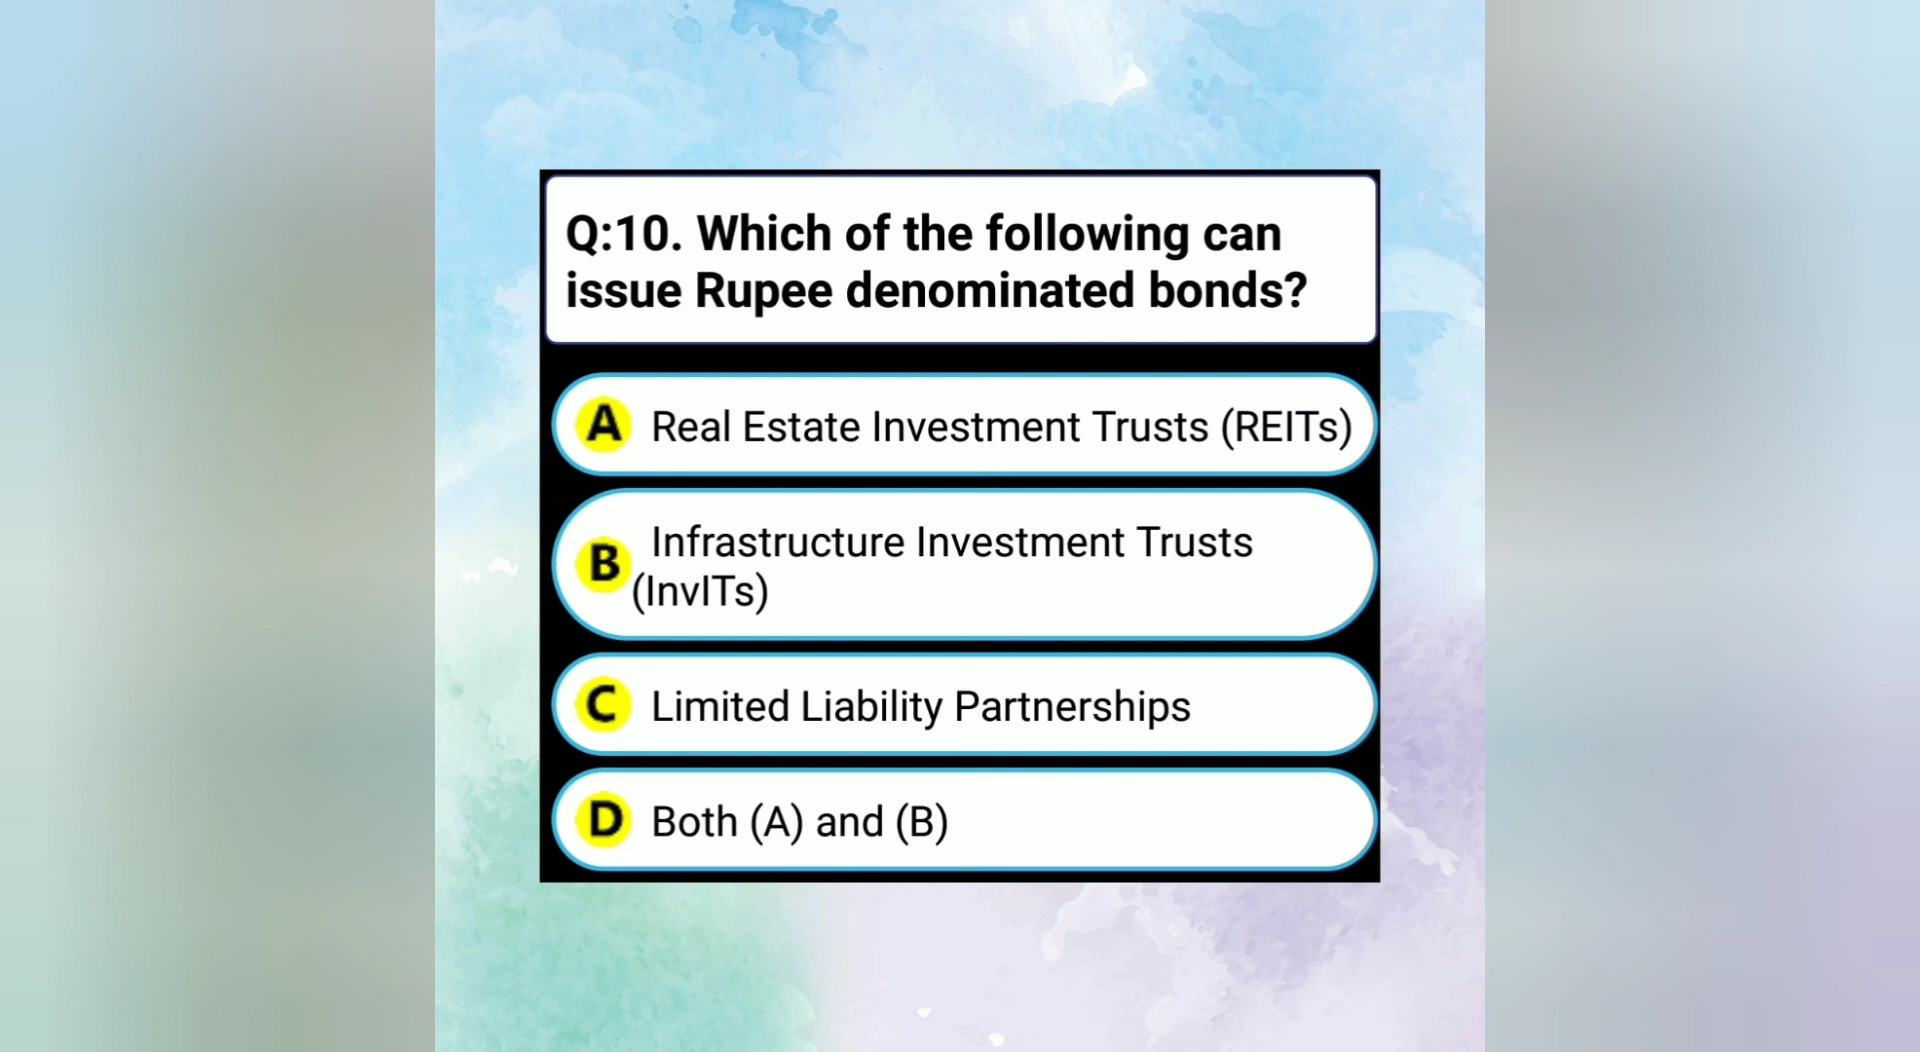 Q:10. Which of the following can
issue Rupee denominated bonds?
A Real Estate Investment Trusts (REITs)
B Infrastructure Investment Trusts
(InvITs)
C Limited Liability Partnerships
D Both (A) and (B)